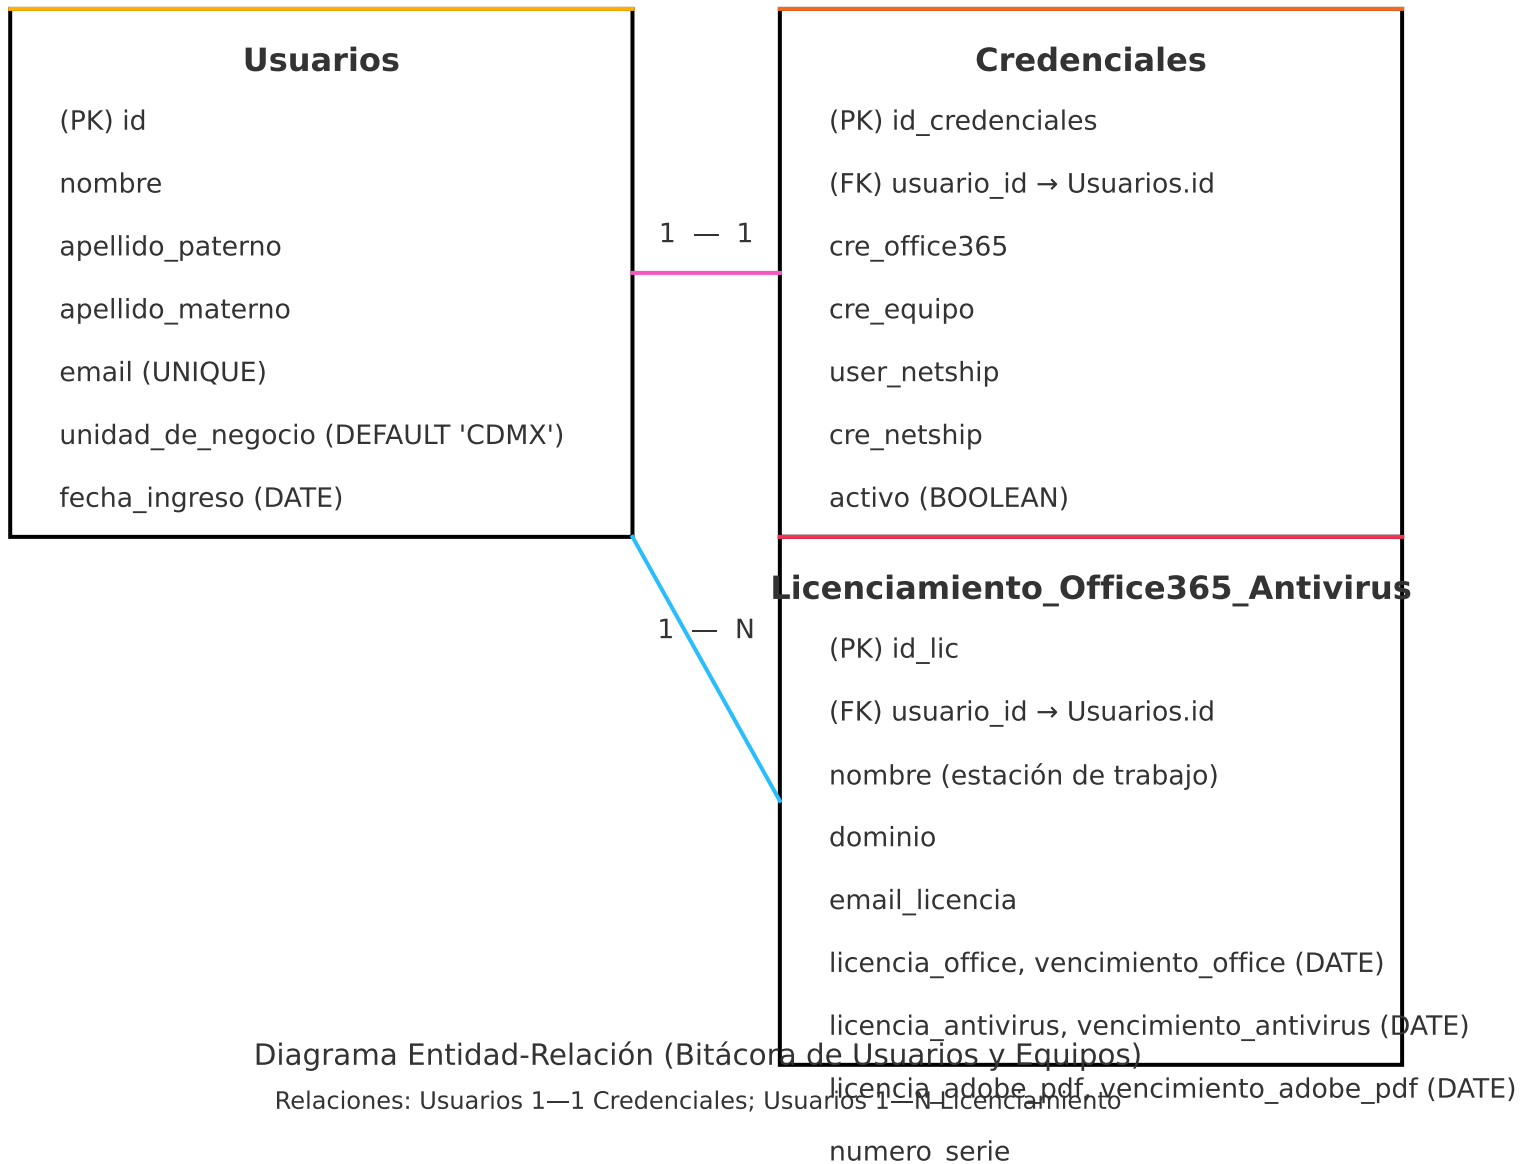 Usuarios
(PK) id
nombre
apellido_paterno
apellido_materno
email (UNIQUE)
unidad_de_negocio (DEFAULT 'CDMX')
fecha_ingreso (DATE)
1 — 1
Credenciales
(PK) id_credenciales
(FK) usuario_id → Usuarios.id
cre_office365
cre_equipo
user_netship
cre_netship
activo (BOOLEAN)
1 — N
Licenciamiento_Office365_Antivirus
(PK) id_lic
(FK) usuario_id → Usuarios.id
nombre (estación de trabajo)
dominio
email_licencia
licencia_office, vencimiento_office (DATE)
licencia_antivirus, vencimiento_antivirus (DATE)
licencia_adobe_pdf, vencimiento_adobe_pdf (DATE)
numero_serie
Diagrama Entidad-Relación (Bitácora de Usuarios y Equipos)
Relaciones: Usuarios 1—1 Credenciales; Usuarios 1—N Licenciamiento